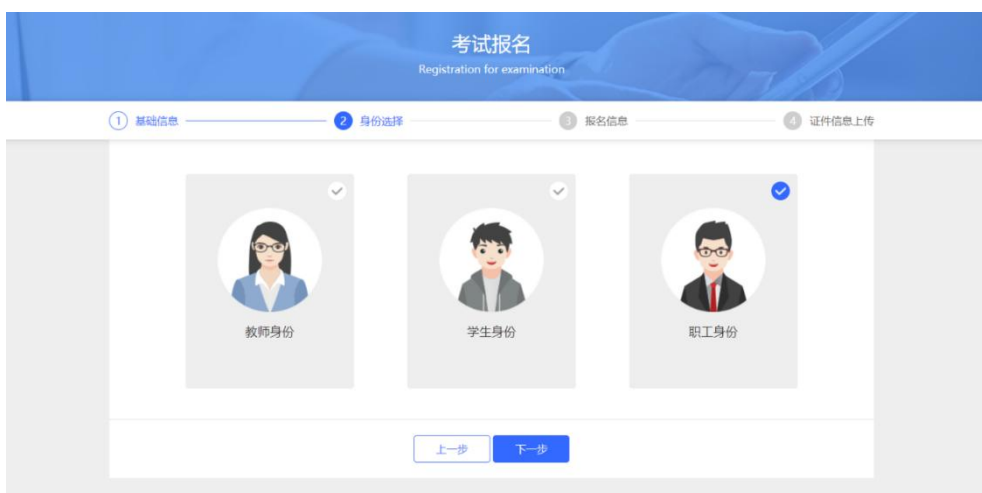 考试报名
Registration for examination
1 基础信息
2 身份选择
3 报名信息
4 证件信息上传
教师身份
学生身份
职工身份
上一步
下一步